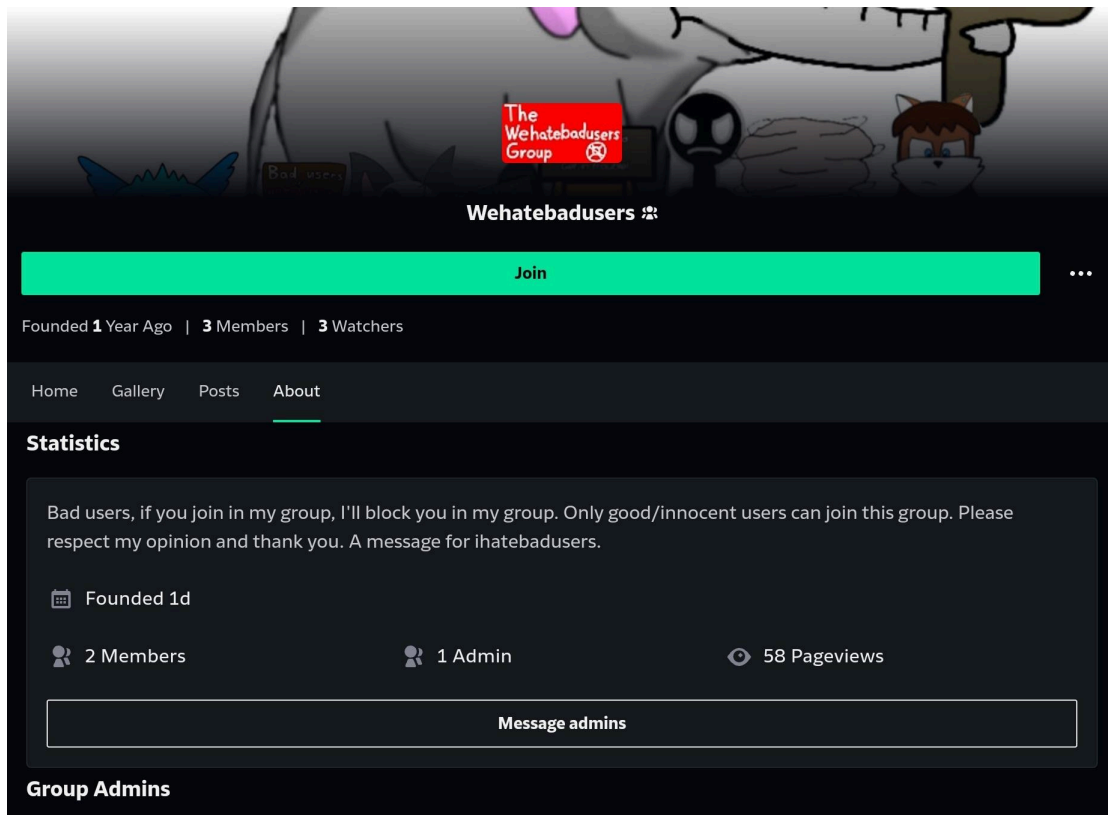 The
Wehatebadusers
Group
Bad users
Wehatebadusers
Join
Founded 1 Year Ago | 3 Members | 3 Watchers
Home Gallery Posts About
Statistics
Bad users, if you join in my group, I'll block you in my group. Only good/innocent users can join this group. Please
respect my opinion and thank you. A message for ihatebadusers.
Founded 1d
2 Members 1 Admin 58 Pageviews
Message admins
Group Admins